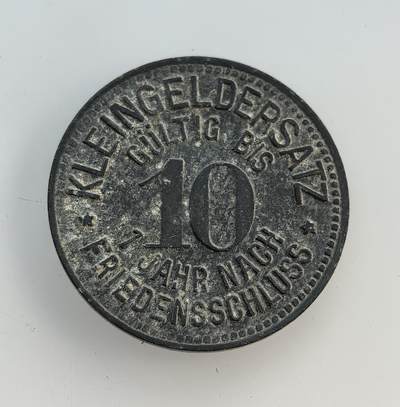 KLEINGELDERSATZ
GÜLTIG BIS
10
1 JAHR NACH
FRIEDENSSCHLUSS